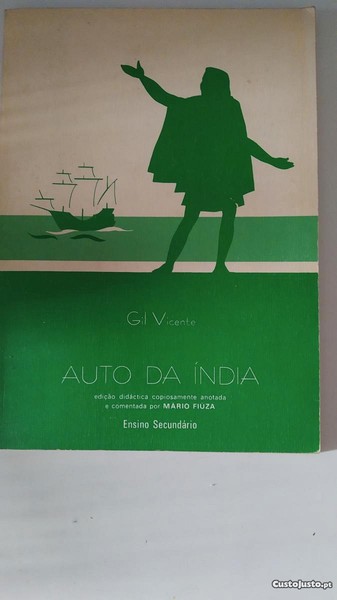 Gil Vicente
AUTO DA ÍNDIA
edição didáctica copiosamente anotada
e comentada por MÁRIO FIÚZA
Ensino Secundário
CustoJusto.pt